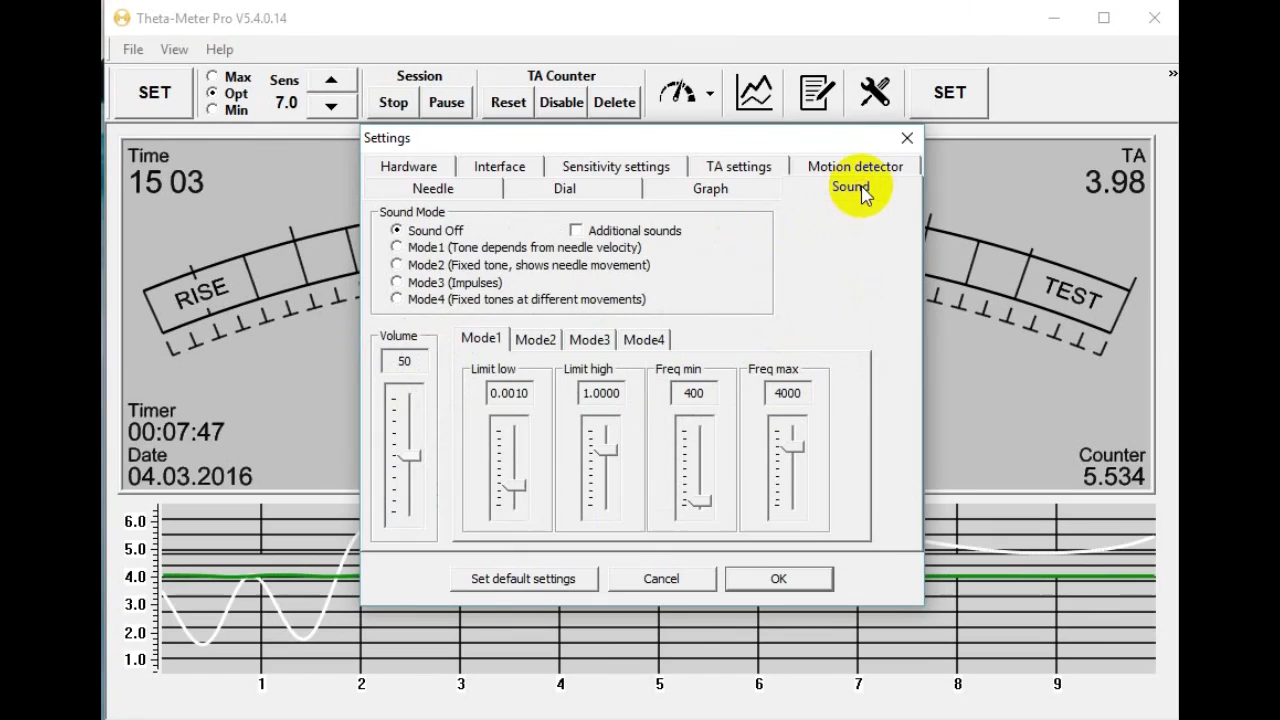 Theta-Meter Pro V5.4.0.14
File View Help
SET
Max
Opt
Min
Sens
7.0
Session
Stop Pause
TA Counter
Reset Disable Delete
SET
»
Settings
Hardware Interface Sensitivity settings TA settings Motion detector
Needle Dial Graph Sound
Sound Mode
Sound Off Additional sounds
Mode1 (Tone depends from needle velocity)
Mode2 (Fixed tone, shows needle movement)
Mode3 (Impulses)
Mode4 (Fixed tones at different movements)
Volume
50
Mode1 Mode2 Mode3 Mode4
Limit low Limit high Freq min Freq max
0.0010 1.0000 400 4000
Set default settings Cancel OK
Time
15 03
TA
3.98
RISE
TEST
Timer
00:07:47
Date
04.03.2016
Counter
5.534
6.0
5.0
4.0
3.0
2.0
1.0
1 2 3 4 5 6 7 8 9